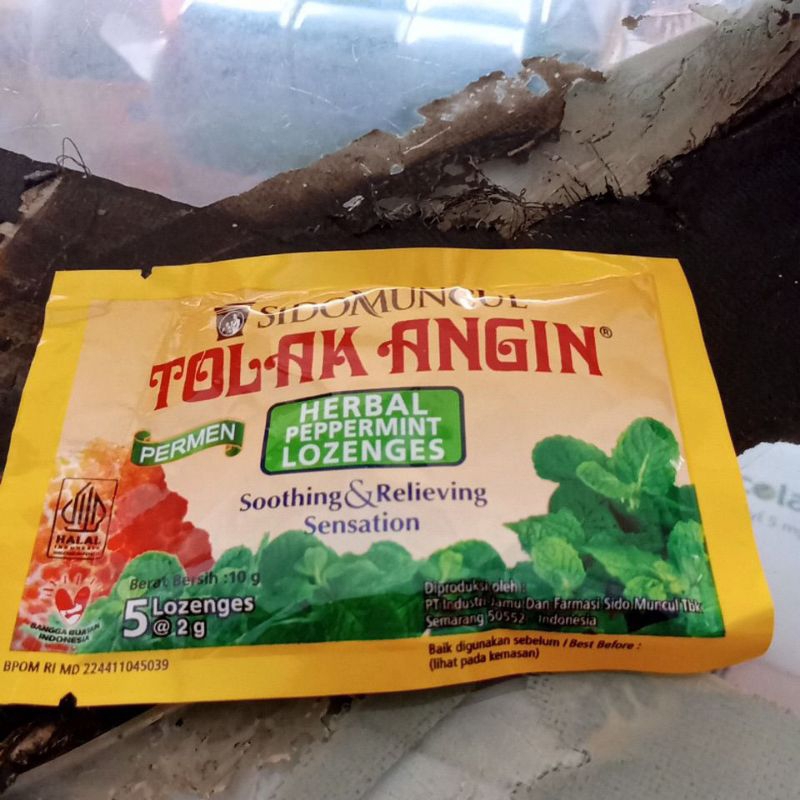 SIDOMUNCUL
TOLAK ANGIN®
PERMEN
HERBAL
PEPPERMINT
LOZENGES
Soothing & Relieving
Sensation
HALAL
INDONESIA
BANGGA BUATAN
INDONESIA
Berat Bersih :10 g
5 Lozenges
@ 2 g
Diproduksi oleh :
PT Industri Jamu Dan Farmasi Sido Muncul Tbk.
Semarang 50552 - Indonesia
BPOM RI MD 224411045039
Baik digunakan sebelum / Best Before :
(lihat pada kemasan)